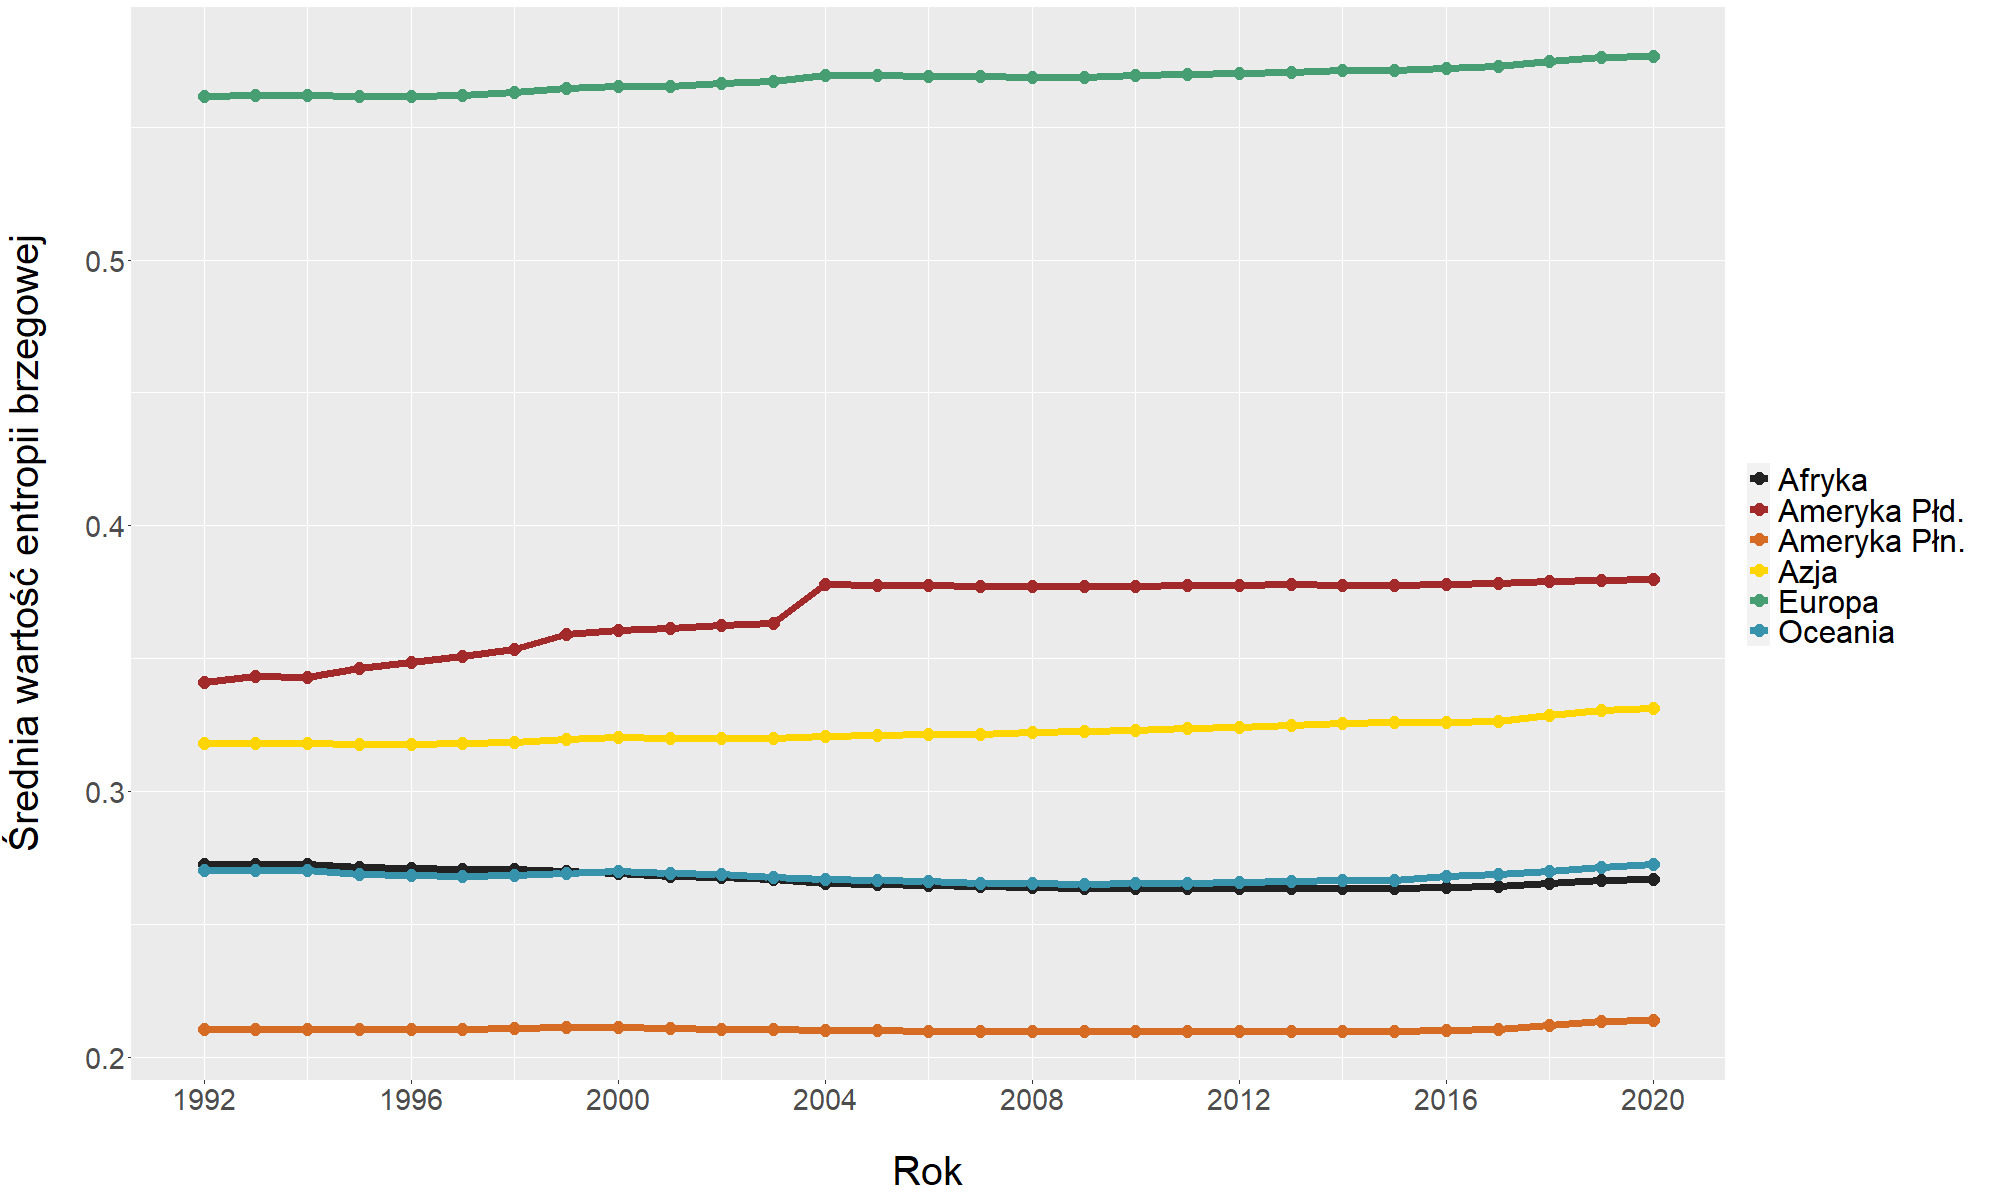 Średnia wartość entropii brzegowej
0.5
0.4
0.3
0.2
1992 1996 2000 2004 2008 2012 2016 2020
Rok
Afryka
Ameryka Płd.
Ameryka Płn.
Azja
Europa
Oceania